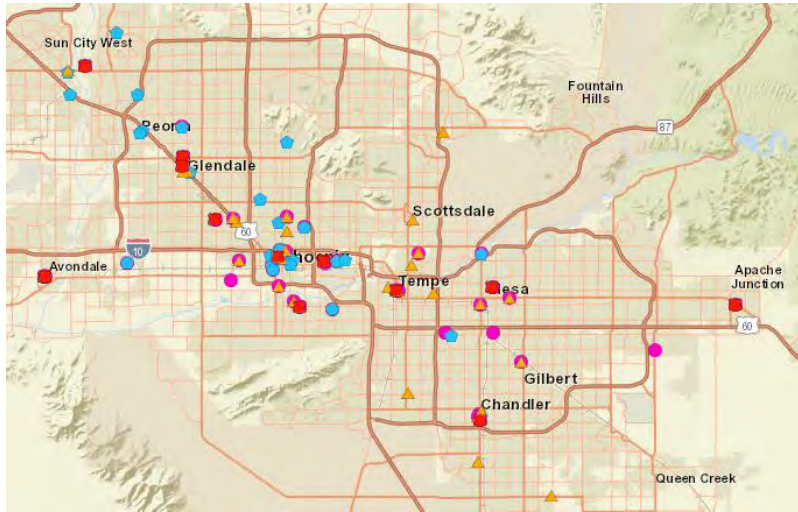 Sun City West
Fountain
Hills
87
Peoria
Glendale
Scottsdale
60
10
Avondale
Tempe
Apache
Junction
60
Gilbert
Chandler
Queen Creek